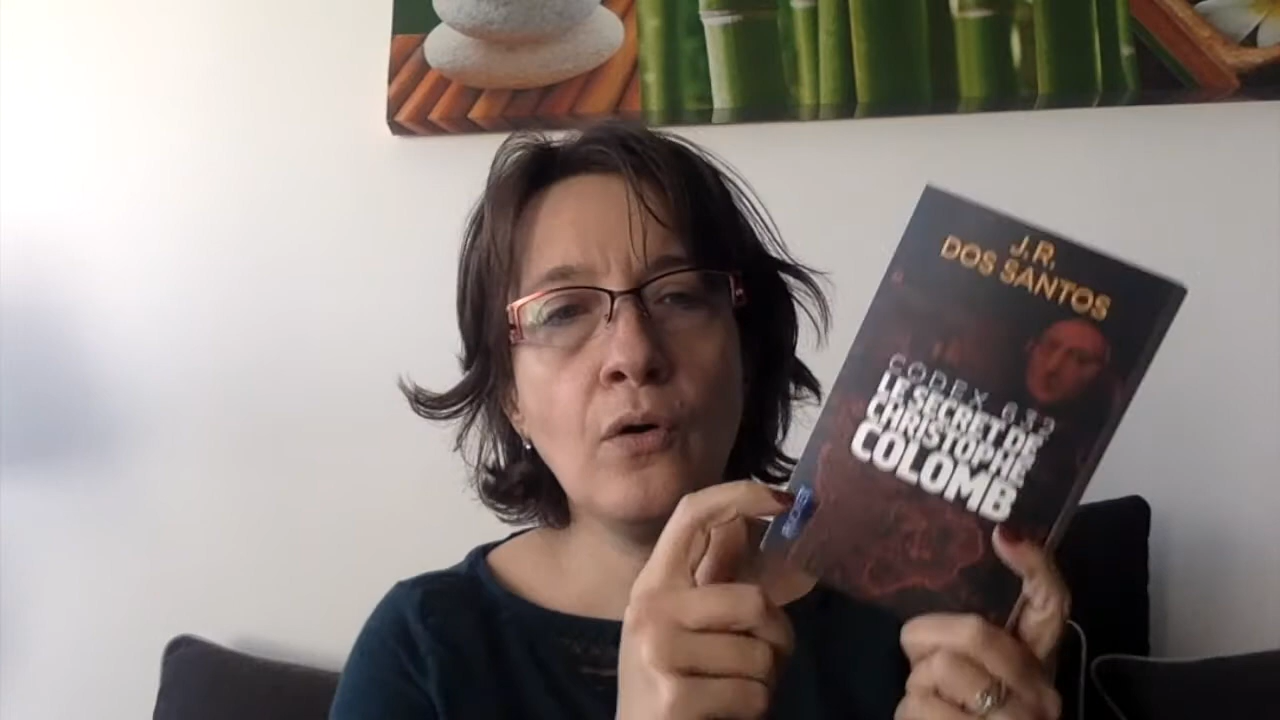 J.R.
DOS SANTOS
CODEX 632
LE SECRET DE
CHRISTOPHE
COLOMB